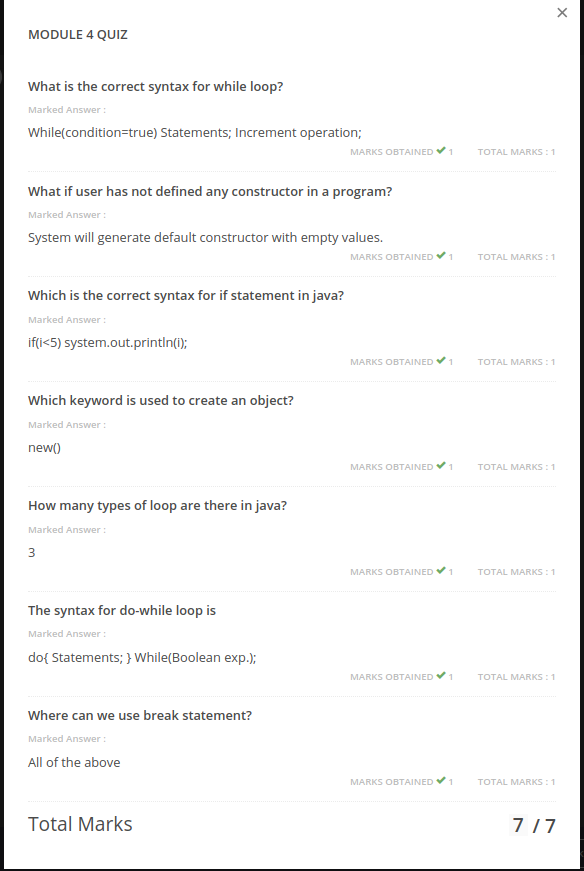 MODULE 4 QUIZ
What is the correct syntax for while loop?
Marked Answer :
While(condition=true) Statements; Increment operation;
MARKS OBTAINED ✔ 1 TOTAL MARKS : 1
What if user has not defined any constructor in a program?
Marked Answer :
System will generate default constructor with empty values.
MARKS OBTAINED ✔ 1 TOTAL MARKS : 1
Which is the correct syntax for if statement in java?
Marked Answer :
if(i<5) system.out.println(i);
MARKS OBTAINED ✔ 1 TOTAL MARKS : 1
Which keyword is used to create an object?
Marked Answer :
new()
MARKS OBTAINED ✔ 1 TOTAL MARKS : 1
How many types of loop are there in java?
Marked Answer :
3
MARKS OBTAINED ✔ 1 TOTAL MARKS : 1
The syntax for do-while loop is
Marked Answer :
do{ Statements; } While(Boolean exp.);
MARKS OBTAINED ✔ 1 TOTAL MARKS : 1
Where can we use break statement?
Marked Answer :
All of the above
MARKS OBTAINED ✔ 1 TOTAL MARKS : 1
Total Marks 7 / 7